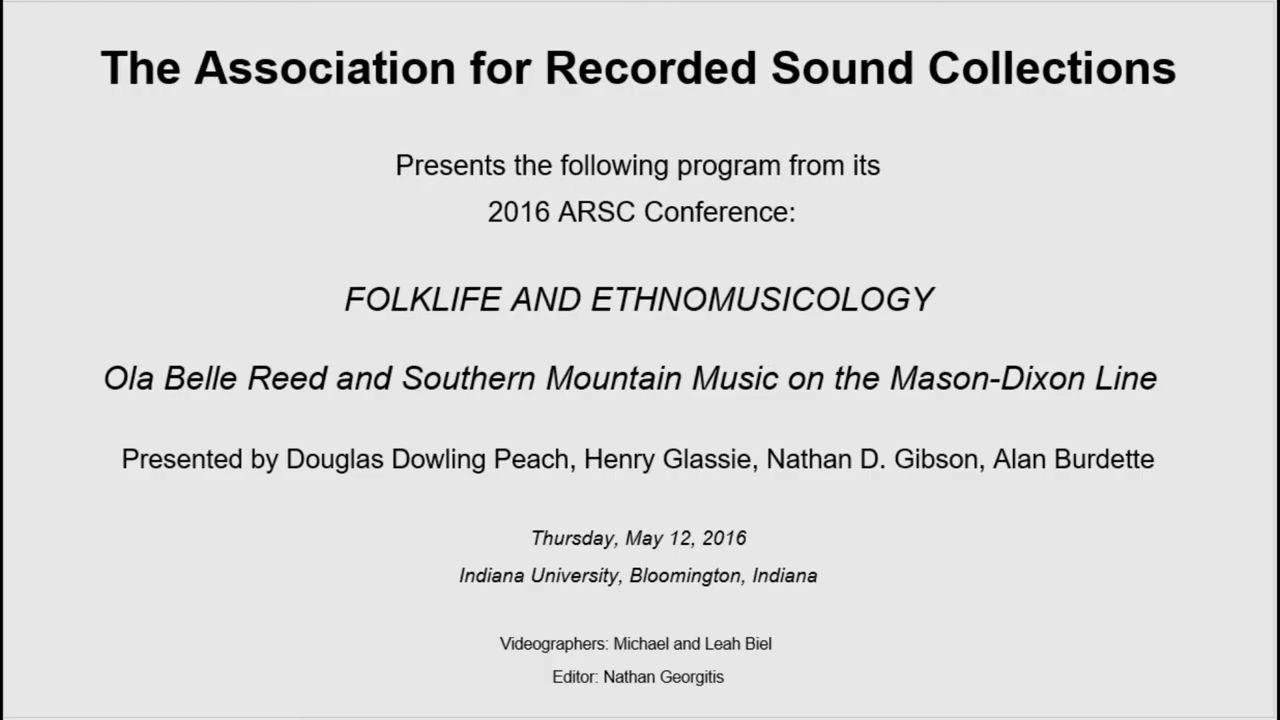 The Association for Recorded Sound Collections
Presents the following program from its
2016 ARSC Conference:
FOLKLIFE AND ETHNOMUSICOLOGY
Ola Belle Reed and Southern Mountain Music on the Mason-Dixon Line
Presented by Douglas Dowling Peach, Henry Glassie, Nathan D. Gibson, Alan Burdette
Thursday, May 12, 2016
Indiana University, Bloomington, Indiana
Videographers: Michael and Leah Biel
Editor: Nathan Georgitis